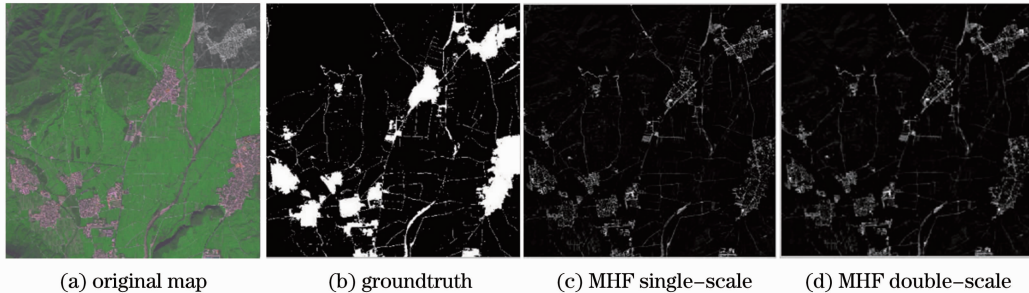 (a) original map
(b) groundtruth
(c) MHF single-scale
(d) MHF double-scale